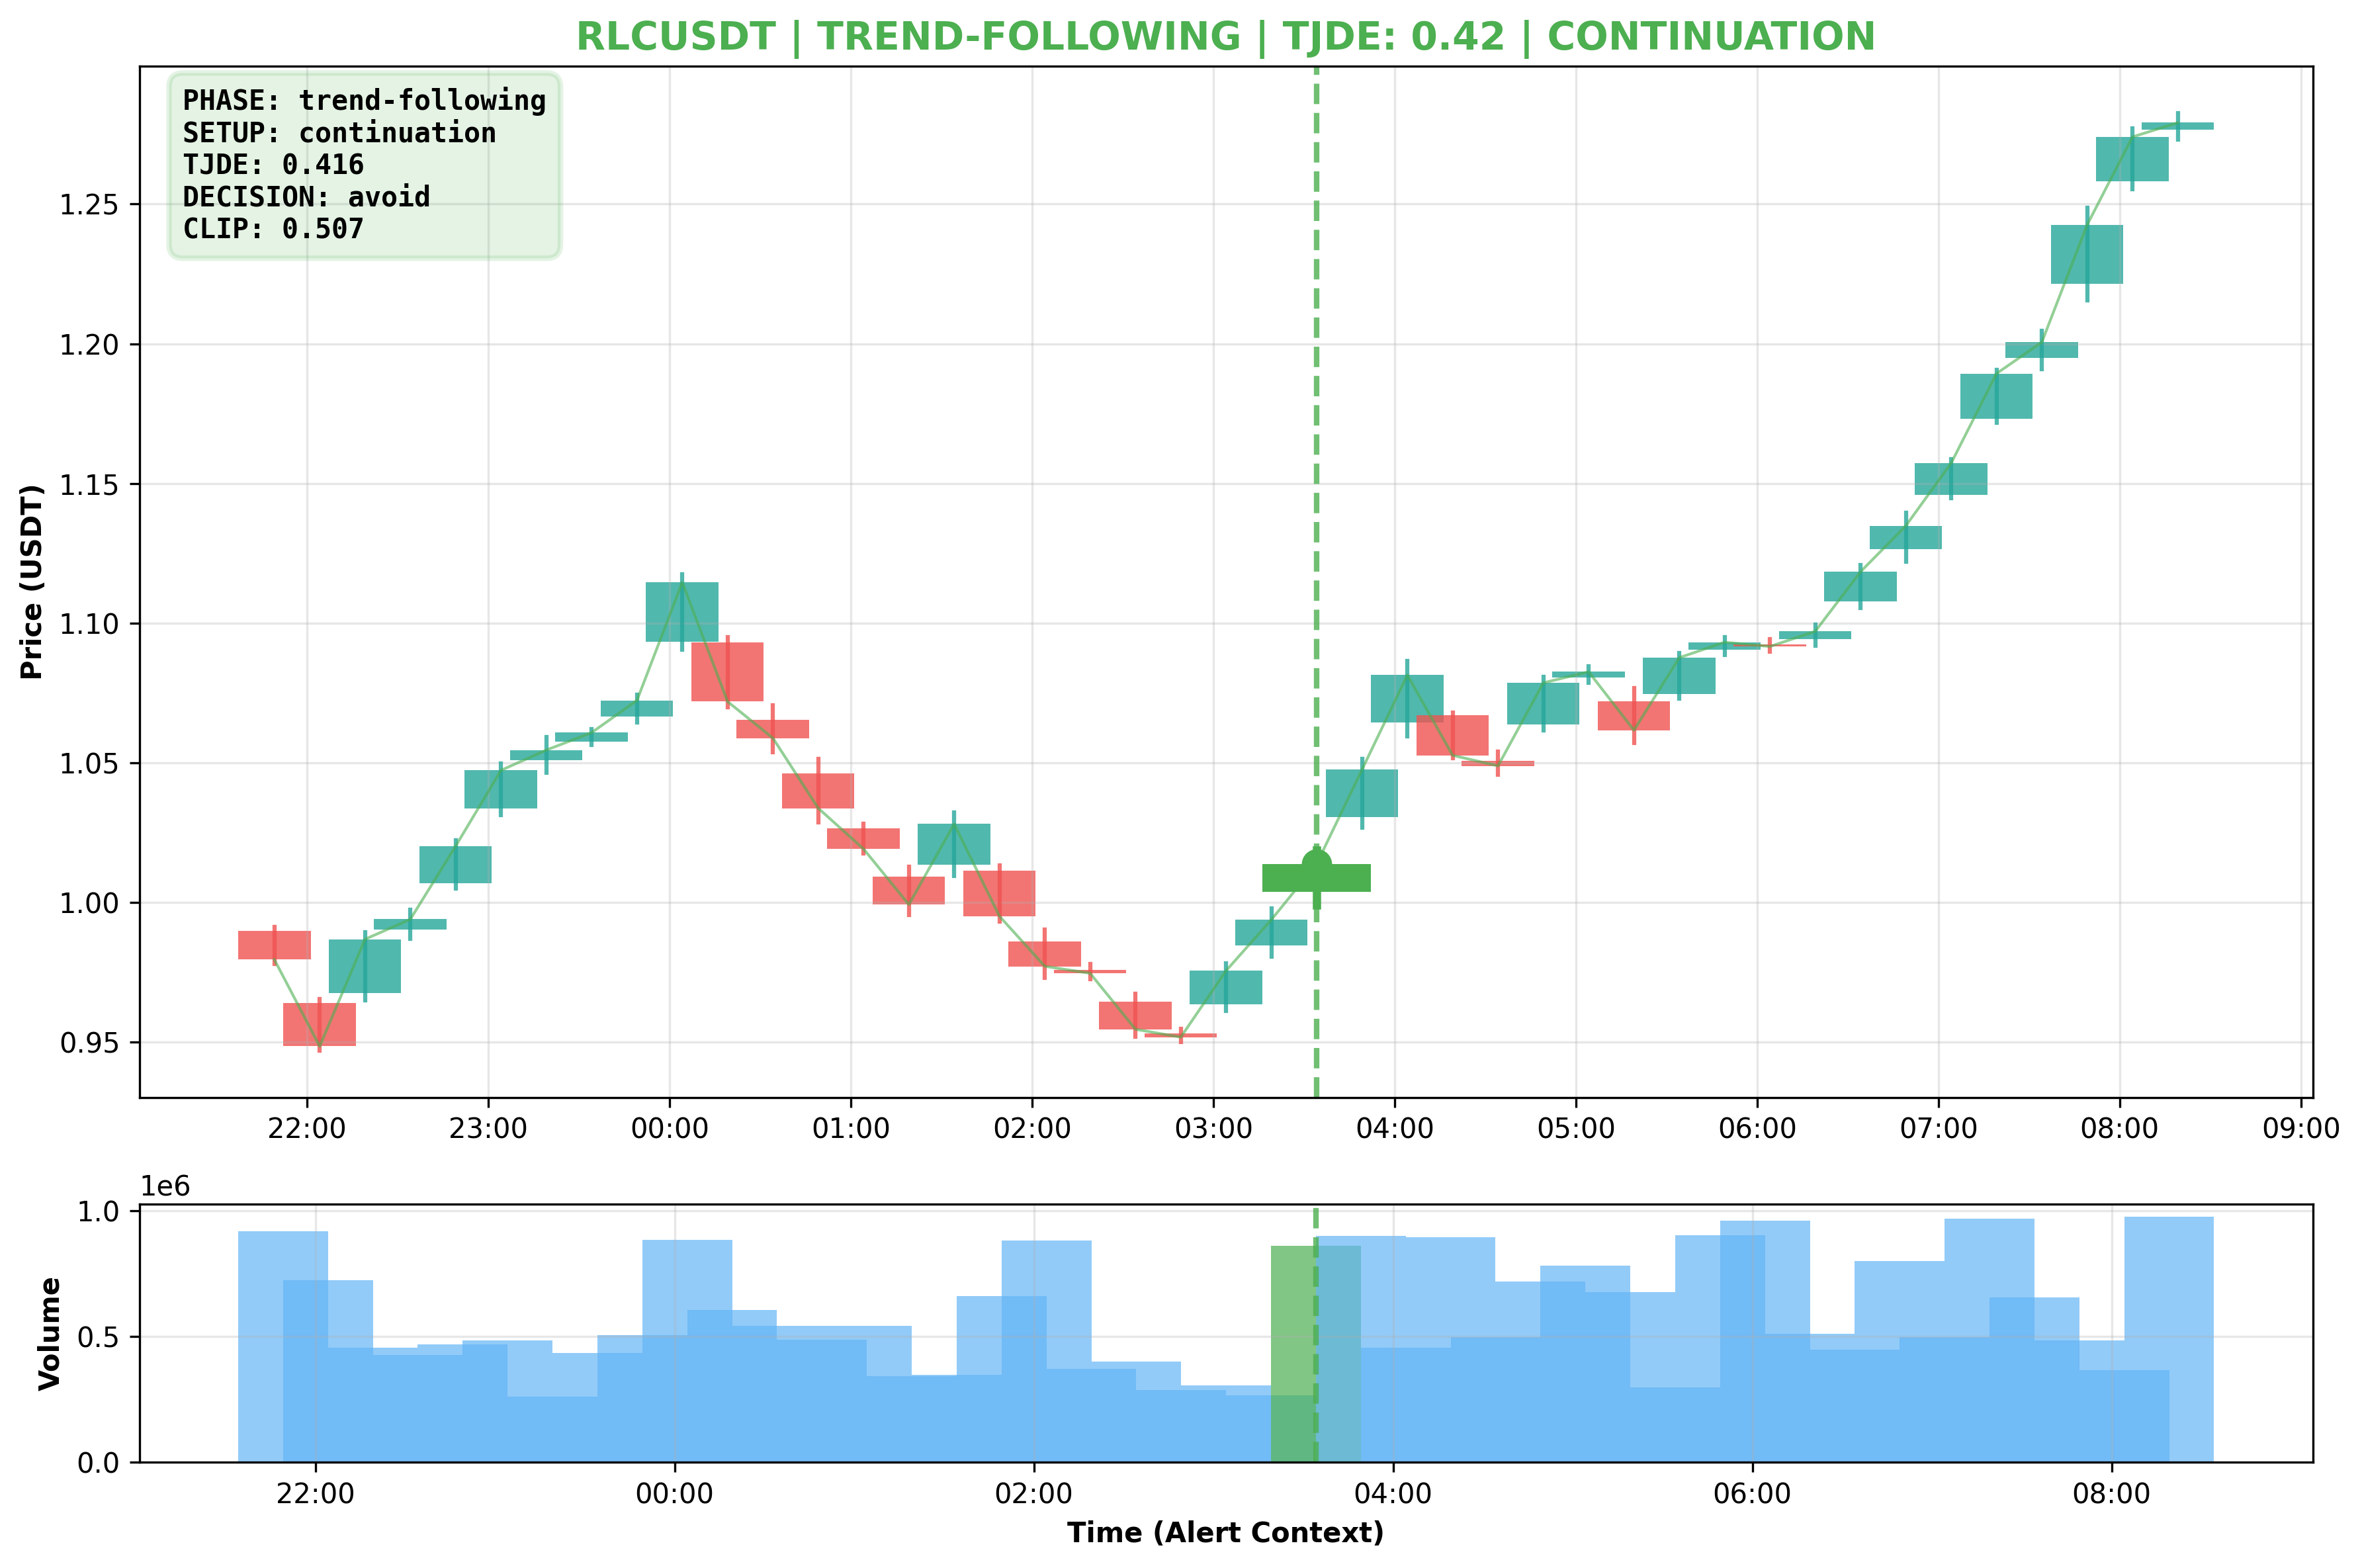 RLCUSDT | TREND-FOLLOWING | TJDE: 0.42 | CONTINUATION
PHASE: trend-following
SETUP: continuation
TJDE: 0.416
DECISION: avoid
CLIP: 0.507
Price (USDT)
1.25
1.20
1.15
1.10
1.05
1.00
0.95
22:00 23:00 00:00 01:00 02:00 03:00 04:00 05:00 06:00 07:00 08:00 09:00
1e6
Volume
1.0
0.5
0.0
22:00 00:00 02:00 04:00 06:00 08:00
Time (Alert Context)